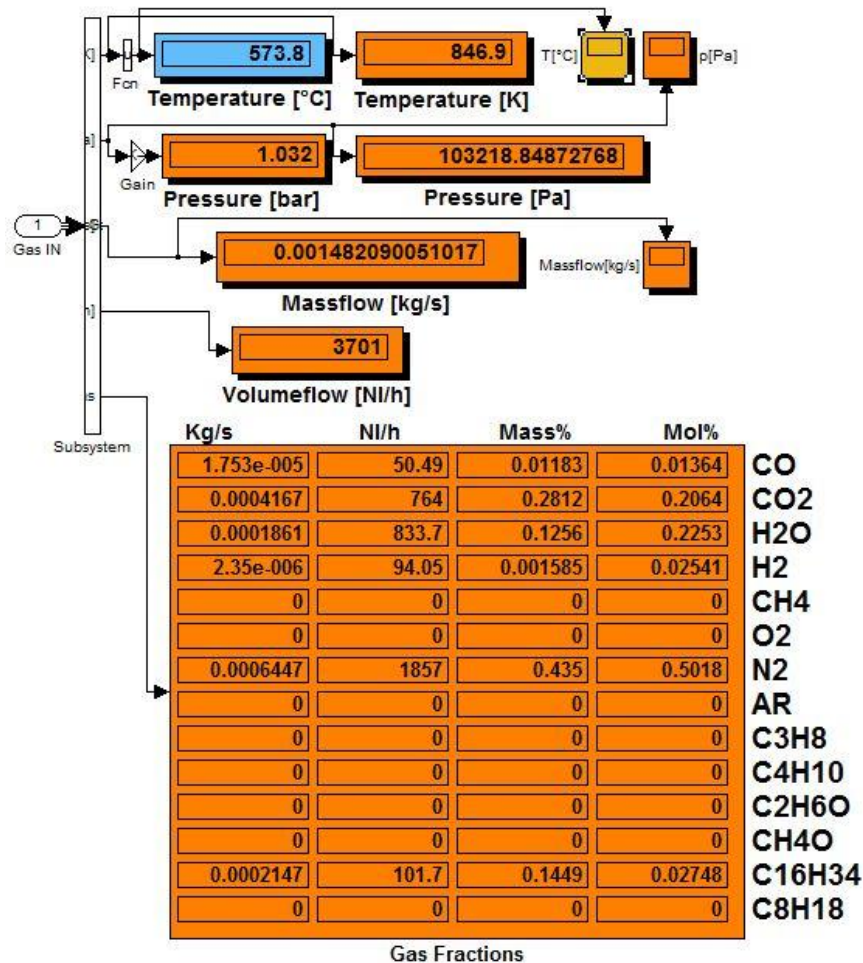 K]
u
573.8
846.9
T[°C]
p[Pa]
Fcn
Temperature [°C]
Temperature [K]
a]
1.032
103218.84872768
Gain
Pressure [bar]
Pressure [Pa]
1
Gas IN
0.001482090051017
Massflow[kg/s]
Massflow [kg/s]
h]
3701
Volumeflow [Nl/h]
ns
Subsystem
Kg/s Nl/h Mass% Mol%
1.753e-005 50.49 0.01183 0.01364 CO
0.0004167 764 0.2812 0.2064 CO2
0.0001861 833.7 0.1256 0.2253 H2O
2.35e-006 94.05 0.001585 0.02541 H2
0 0 0 0 CH4
0 0 0 0 O2
0.0006447 1857 0.435 0.5018 N2
0 0 0 0 AR
0 0 0 0 C3H8
0 0 0 0 C4H10
0 0 0 0 C2H6O
0 0 0 0 CH4O
0.0002147 101.7 0.1449 0.02748 C16H34
0 0 0 0 C8H18
Gas Fractions